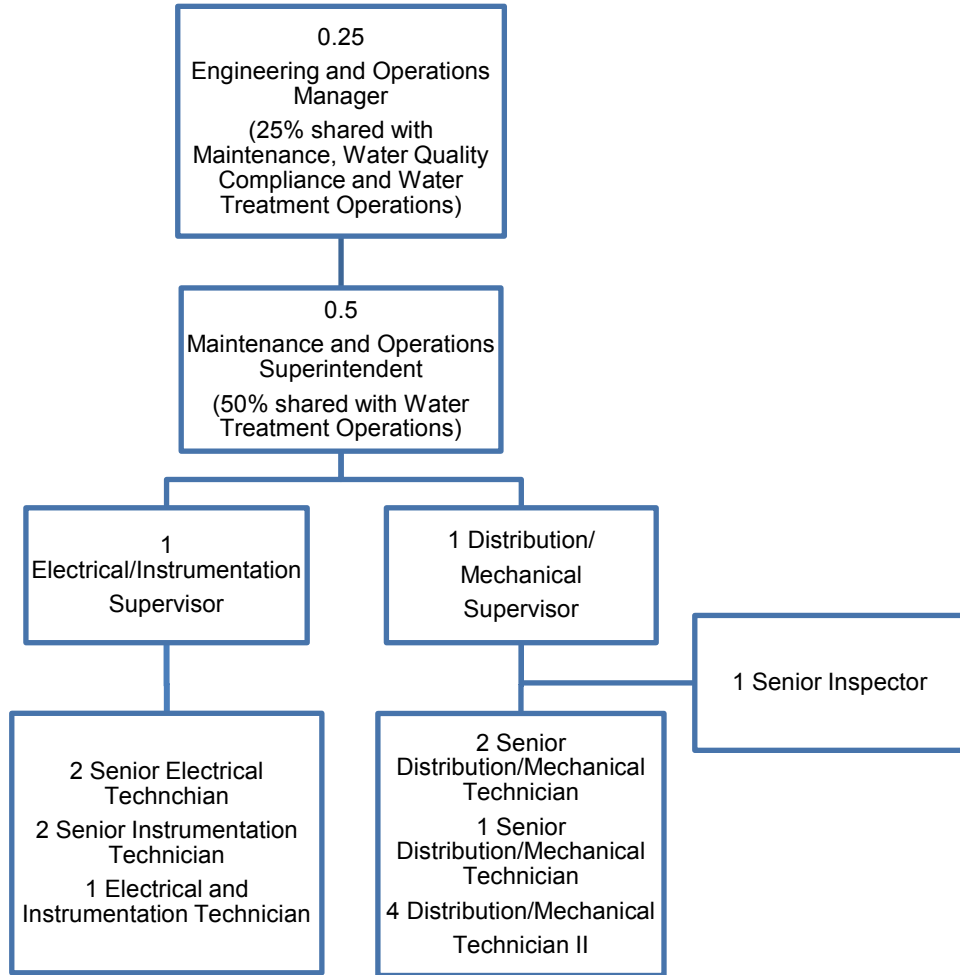 0.25
Engineering and Operations
Manager
(25% shared with
Maintenance, Water Quality
Compliance and Water
Treatment Operations)
0.5
Maintenance and Operations
Superintendent
(50% shared with Water
Treatment Operations)
1
Electrical/Instrumentation
Supervisor
1 Distribution/
Mechanical
Supervisor
1 Senior Inspector
2 Senior Electrical
Technchian
2 Senior Instrumentation
Technician
1 Electrical and
Instrumentation Technician
2 Senior
Distribution/Mechanical
Technician
1 Senior
Distribution/Mechanical
Technician
4 Distribution/Mechanical
Technician II